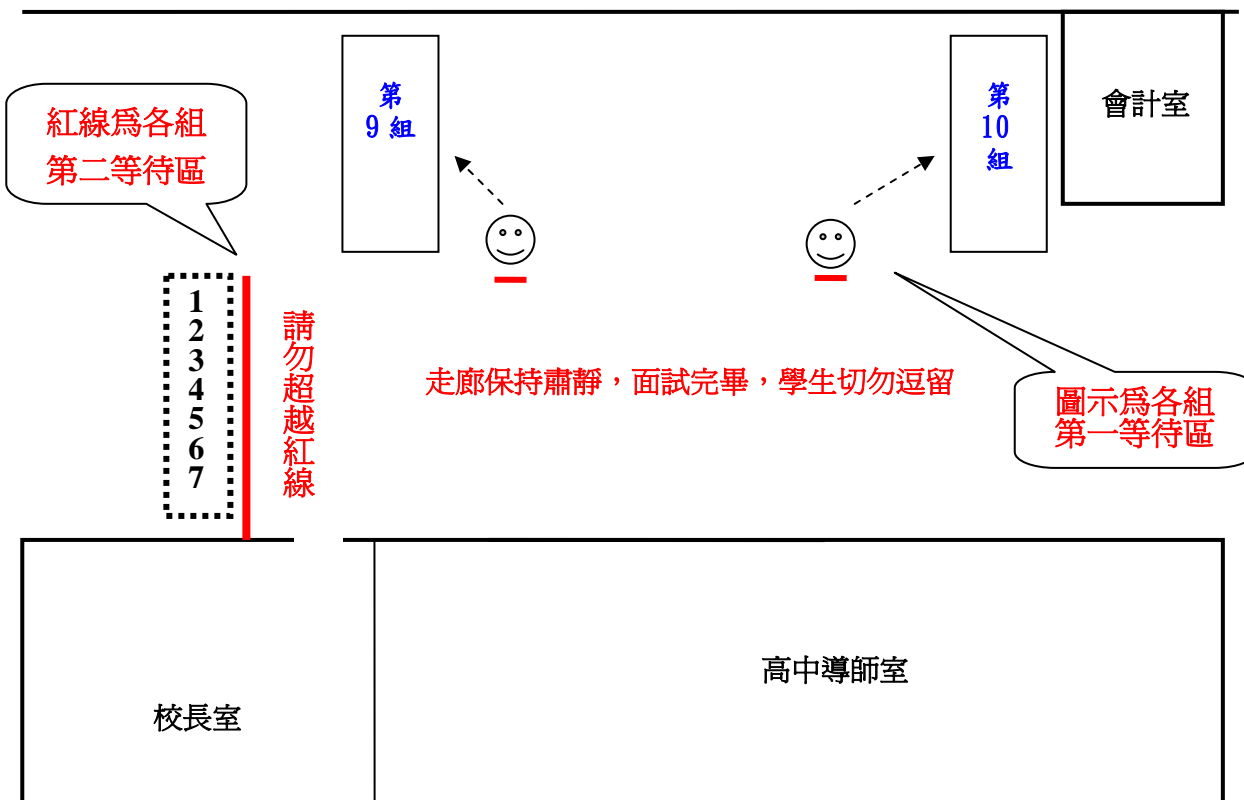 第
9 組
第
10
組
會計室
紅線為各組
第二等待區
1
2
3
4
5
6
7
請勿超越紅線
走廊保持肅靜，面試完畢，學生切勿逗留
圖示為各組
第一等待區
校長室
高中導師室